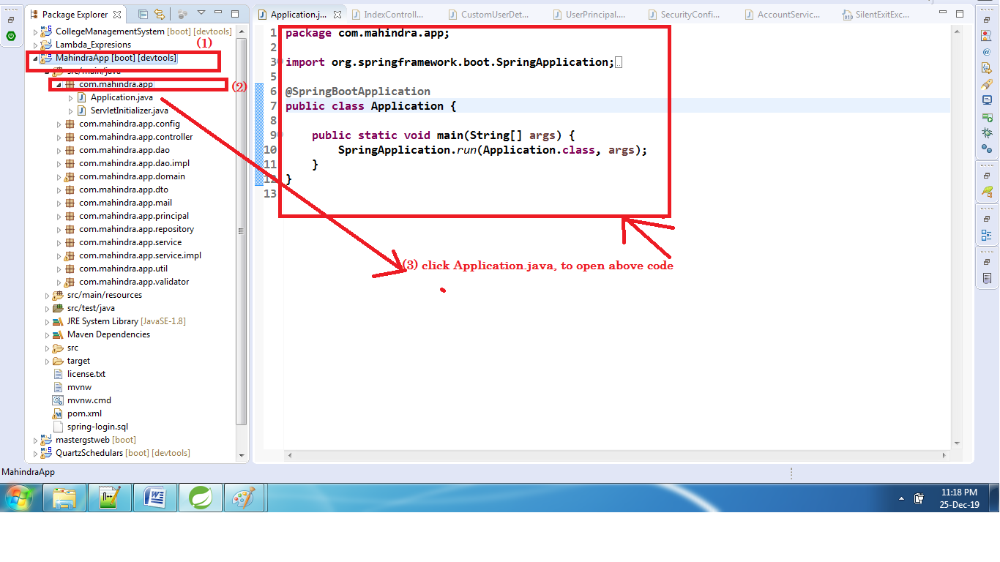 Package Explorer
CollegeManagementSystem [boot] [devtools]
Lambda_Expresions
(1)
MahindraApp [boot] [devtools]
src/main/java
com.mahindra.app
(2)
Application.java
ServletInitializer.java
com.mahindra.app.config
com.mahindra.app.controller
com.mahindra.app.dao
com.mahindra.app.dao.impl
com.mahindra.app.domain
com.mahindra.app.dto
com.mahindra.app.mail
com.mahindra.app.principal
com.mahindra.app.repository
com.mahindra.app.service
com.mahindra.app.service.impl
com.mahindra.app.util
com.mahindra.app.validator
src/main/resources
src/test/java
JRE System Library [JavaSE-1.8]
Maven Dependencies
src
target
license.txt
mvnw
mvnw.cmd
pom.xml
spring-login.sql
mastergstweb [boot]
QuartzSchedulars [boot] [devtools]
Application.j... IndexControll... CustomUserDet... UserPrincipal.... SecurityConfi... AccountServic... SilentExitExc...
1 package com.mahindra.app;
2
3 import org.springframework.boot.SpringApplication;
5
6 @SpringBootApplication
7 public class Application {
8
9 public static void main(String[] args) {
10 SpringApplication.run(Application.class, args);
11 }
12 }
13
(3) click Application.java, to open above code
MahindraApp
11:18 PM
25-Dec-19